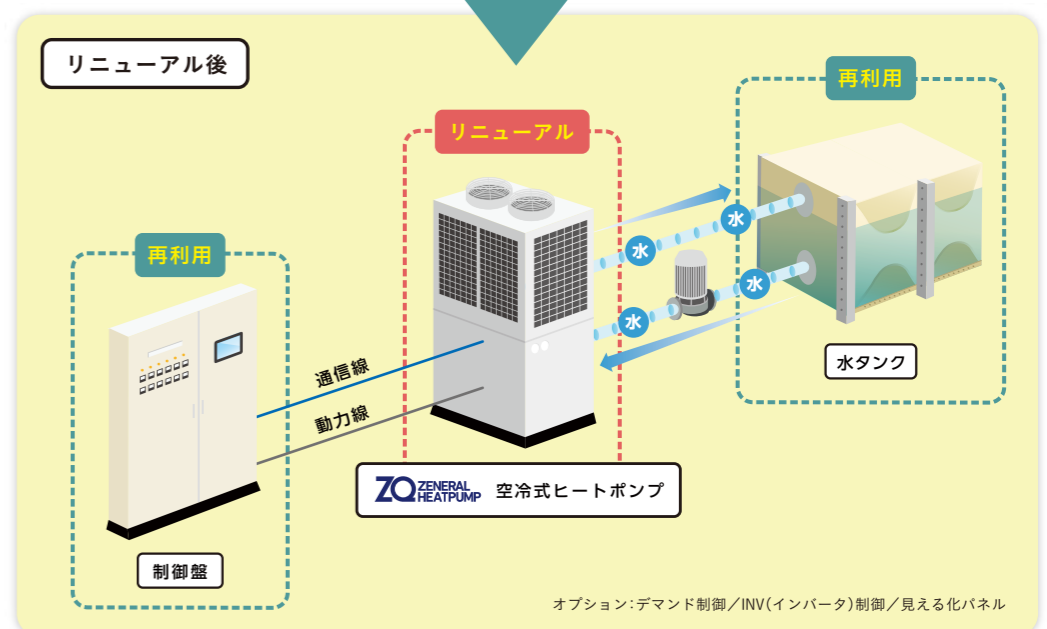 リニューアル後
再利用
リニューアル
水
水
水
水
水タンク
再利用
通信線
動力線
制御盤
ZQ ZENERAL HEATPUMP 空冷式ヒートポンプ
オプション：デマンド制御／INV（インバータ）制御／見える化パネル